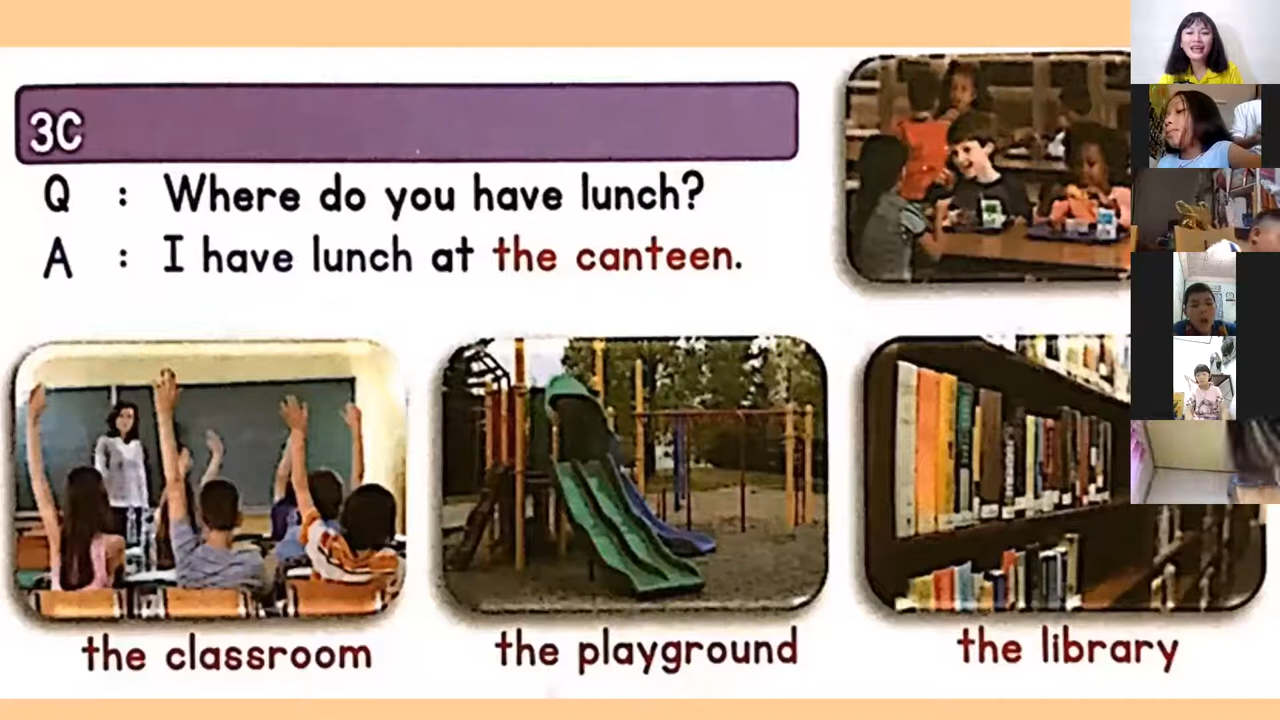 3C
Q : Where do you have lunch?
A : I have lunch at the canteen.
the classroom
the playground
the library